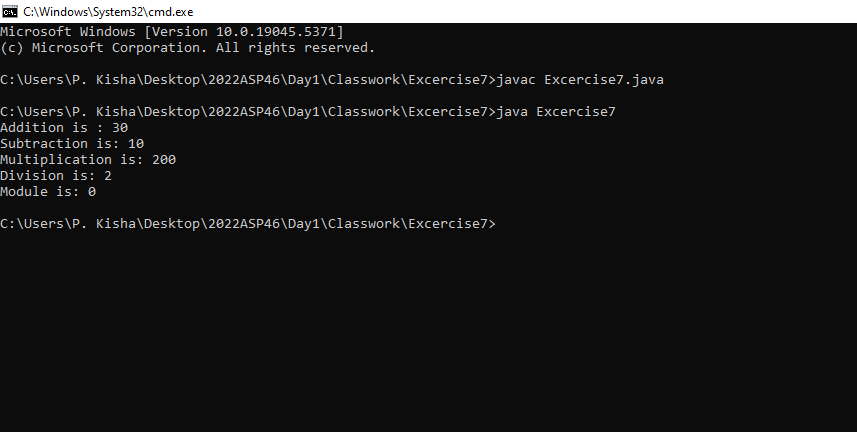 C:\Windows\System32\cmd.exe
Microsoft Windows [Version 10.0.19045.5371]
(c) Microsoft Corporation. All rights reserved.
C:\Users\P. Kisha\Desktop\2022ASP46\Day1\Classwork\Excercise7>javac Excercise7.java
C:\Users\P. Kisha\Desktop\2022ASP46\Day1\Classwork\Excercise7>java Excercise7
Addition is : 30
Subtraction is: 10
Multiplication is: 200
Division is: 2
Module is: 0
C:\Users\P. Kisha\Desktop\2022ASP46\Day1\Classwork\Excercise7>